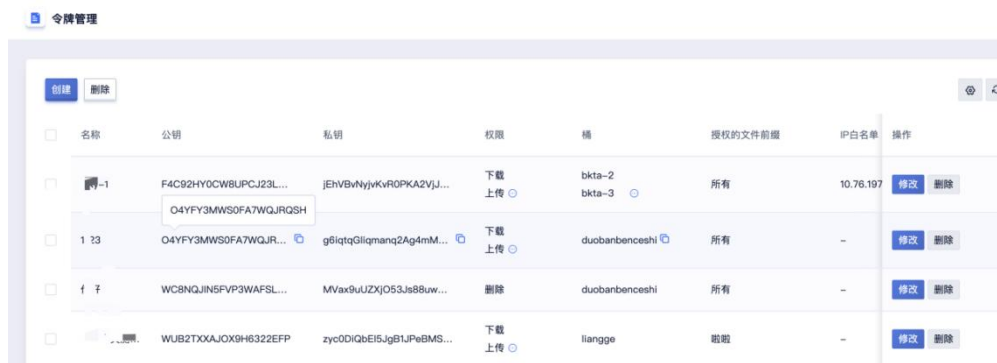 令牌管理
创建 删除
名称 公钥 私钥 权限 桶 授权的文件前缀 IP白名单 操作
-1 F4C92HY0CW8UPCJ23L... jEhVBvNyjvKvR0PKA2VjJ... 下载 bkta-2 所有 10.76.197 修改 删除
上传 bkta-3
O4YFY3MWS0FA7WQJRQSH
1 23 O4YFY3MWS0FA7WQJR... g6iqtqGliqmanq2Ag4mM... 下载 duobanbenceshi 所有 - 修改 删除
上传
WC8NQJIN5FVP3WAFSL... MVax9uUZXjO53Js88uw... 删除 duobanbenceshi 所有 - 修改 删除
WUB2TXXAJOX9H6322EFP zyc0DiQbEI5JgB1JPeBMS... 下载 liangge 啦啦 - 修改 删除
上传